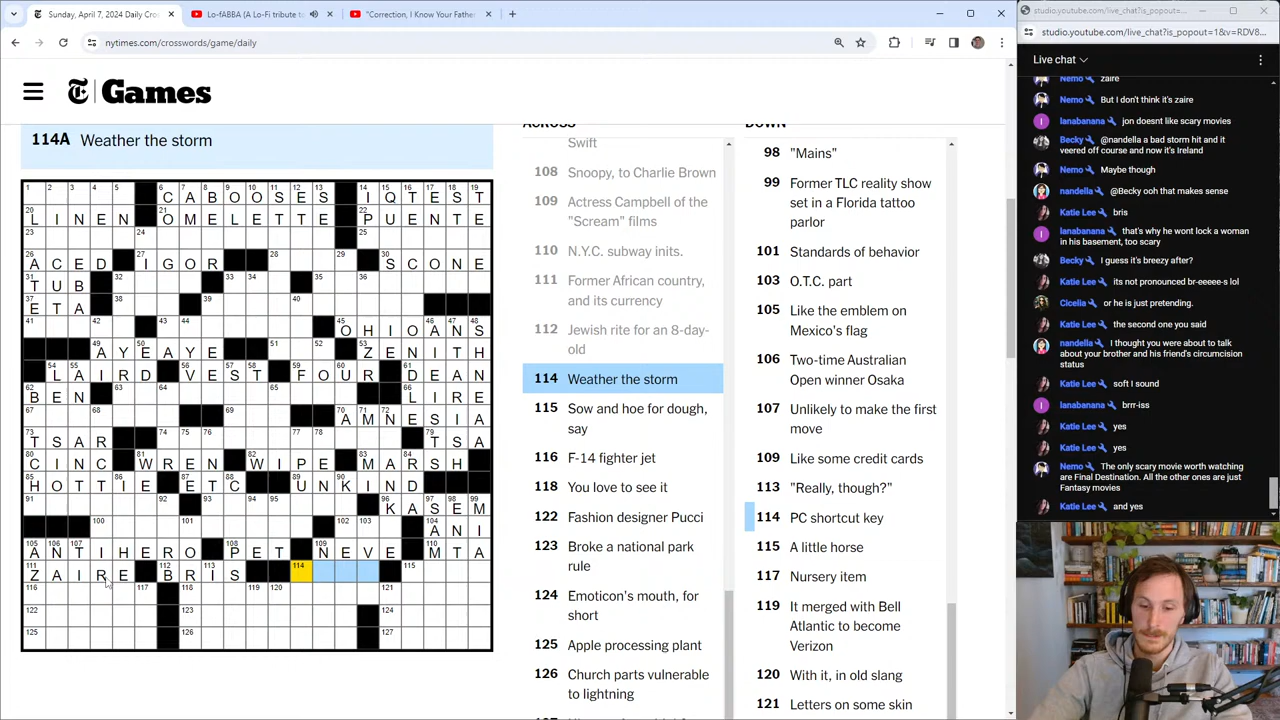 Sunday, April 7, 2024 Daily Cro
Lo-fABBA (A Lo-Fi tribute to
"Correction, I Know Your Father
nytimes.com/crosswords/game/daily
studio.youtube.com/live_chat?is_popout=...
studio.youtube.com/live_chat?is_popout=1&v=RDV8...
Games
114A Weather the storm
ACROSS
Swift
108 Snoopy, to Charlie Brown
109 Actress Campbell of the
"Scream" films
110 N.Y.C. subway inits.
111 Former African country,
and its currency
112 Jewish rite for an 8-day-
old
114 Weather the storm
115 Sow and hoe for dough,
say
116 F-14 fighter jet
118 You love to see it
122 Fashion designer Pucci
123 Broke a national park
rule
124 Emoticon's mouth, for
short
125 Apple processing plant
126 Church parts vulnerable
to lightning
DOWN
98 "Mains"
99 Former TLC reality show
set in a Florida tattoo
parlor
101 Standards of behavior
103 O.T.C. part
105 Like the emblem on
Mexico's flag
106 Two-time Australian
Open winner Osaka
107 Unlikely to make the first
move
109 Like some credit cards
113 "Really, though?"
114 PC shortcut key
115 A little horse
117 Nursery item
119 It merged with Bell
Atlantic to become
Verizon
120 With it, in old slang
121 Letters on some skin
CABOOSES IQTEST
LINEN OMELETTE PUENTE
ACED IGO SCONE
TUB
ETA
OHIOANS
AYEAYE ZENITH
LAIRD VEST FOUR DEAN
BEN IRE
AMNESIA
TSAR TSA
CINC WREN WIPE MARSH
HOTTIE ETC UNKIND
KASEM
ANI
ANTIHERO PET NEVE MTA
ZAIRE BRIS
Live chat
Nemo zaire
Nemo But I don't think it's zaire
lanabanana jon doesnt like scary movies
Becky @nandella a bad storm hit and it
veered off course and now it's Ireland
Nemo Maybe though
nandella @Becky ooh that makes sense
Katie Lee bris
lanabanana that's why he wont lock a woman
in his basement, too scary
Becky I guess it's breezy after?
Katie Lee its not pronounced br-eeeee-s lol
Cicelia or he is just pretending.
Katie Lee the second one you said
nandella I thought you were about to talk
about your brother and his friend's circumcision
status
Katie Lee soft I sound
lanabanana brrr-iss
Katie Lee yes
Katie Lee yes
Nemo The only scary movie worth watching
are Final Destination. All the other ones are just
Fantasy movies
Katie Lee and yes